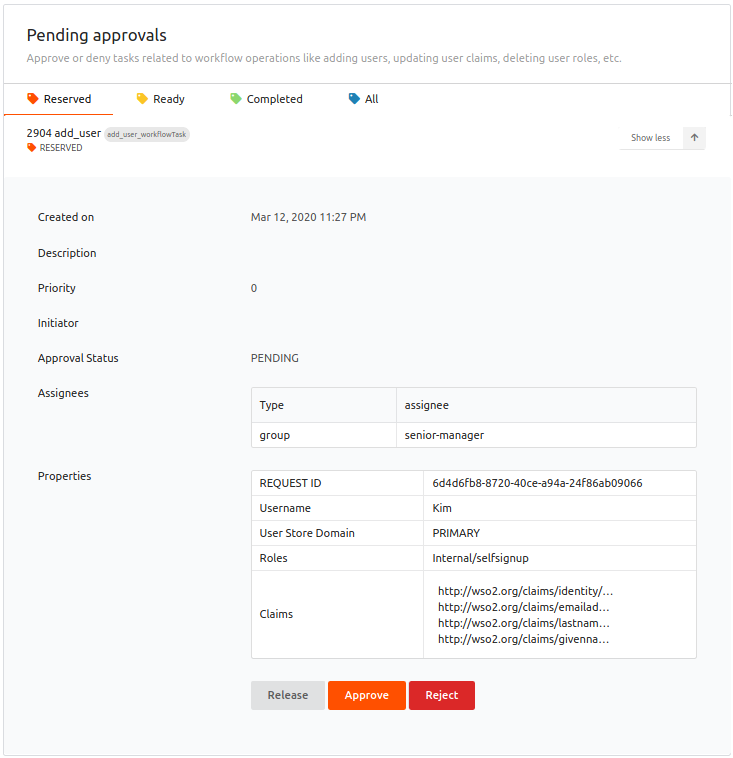 Pending approvals
Approve or deny tasks related to workflow operations like adding users, updating user claims, deleting user roles, etc.
Reserved Ready Completed All
2904 add_user add_user_workflowTask
RESERVED
Show less
Created on Mar 12, 2020 11:27 PM
Description
Priority 0
Initiator
Approval Status PENDING
Assignees
Type assignee
group senior-manager
Properties
REQUEST ID 6d4d6fb8-8720-40ce-a94a-24f86ab09066
Username Kim
User Store Domain PRIMARY
Roles Internal/selfsignup
Claims
http://wso2.org/claims/identity/...
http://wso2.org/claims/emailad...
http://wso2.org/claims/lastnam...
http://wso2.org/claims/givenna...
Release Approve Reject